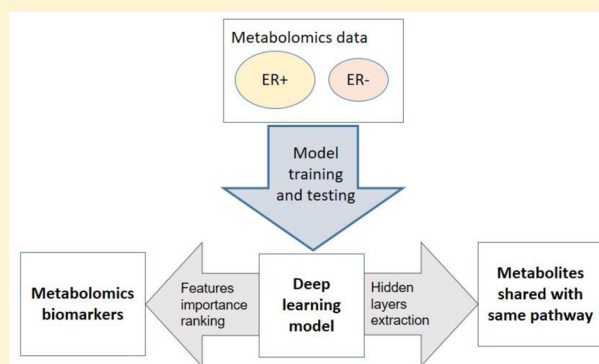 Metabolomics data
ER+
ER-
Model
training
and testing
Metabolomics
biomarkers
Features
importance
ranking
Deep
learning
model
Hidden
layers
extraction
Metabolites
shared with
same pathway